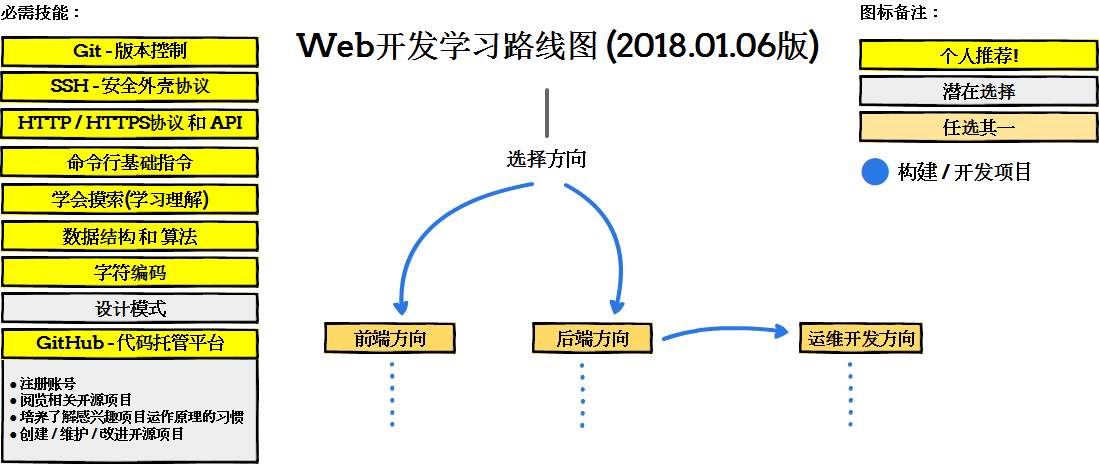 必需技能：
Git - 版本控制
SSH - 安全外壳协议
HTTP / HTTPS协议 和 API
命令行基础指令
学会摸索(学习理解)
数据结构 和 算法
字符编码
设计模式
GitHub - 代码托管平台
● 注册账号
● 阅览相关开源项目
● 培养了解感兴趣项目运作原理的习惯
● 创建 / 维护 / 改进开源项目
Web开发学习路线图 (2018.01.06版)
选择方向
前端方向
后端方向
运维开发方向
图标备注：
个人推荐!
潜在选择
任选其一
构建 / 开发项目